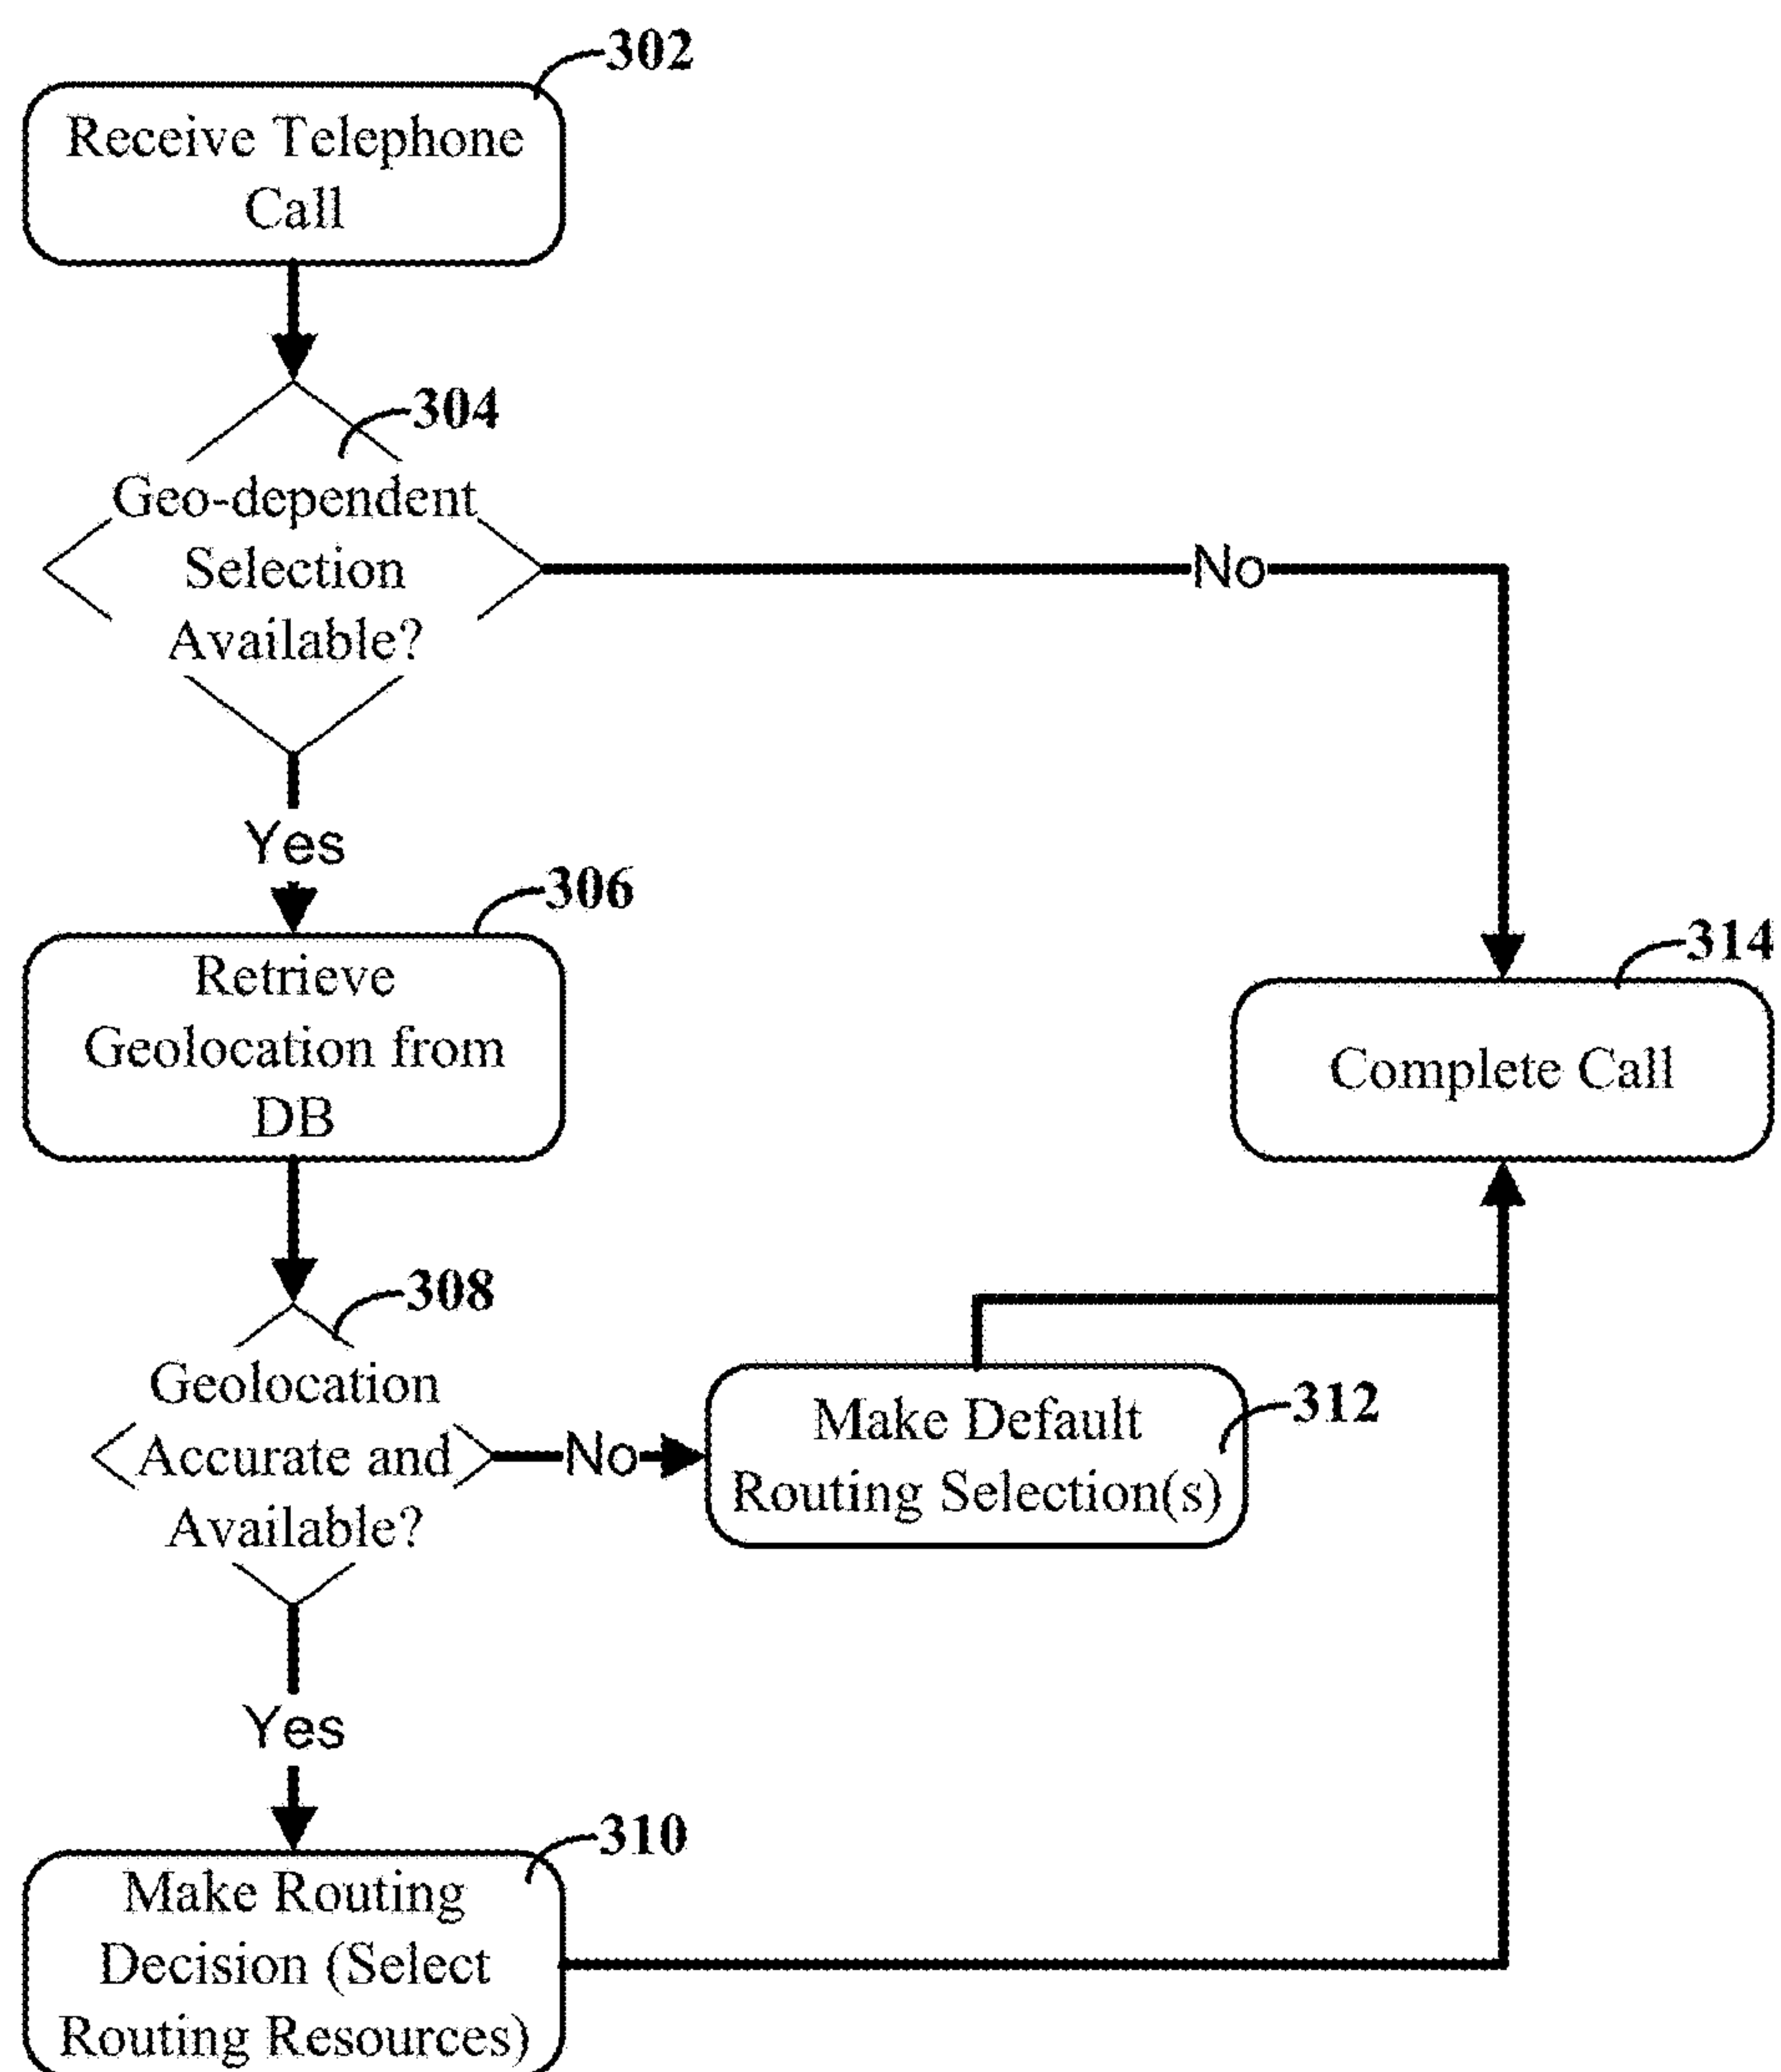 302
Receive Telephone
Call
304
Geo-dependent
Selection
Available?
No
Yes
306
Retrieve
Geolocation from
DB
314
Complete Call
308
Geolocation
Accurate and
Available?
No
312
Make Default
Routing Selection(s)
Yes
310
Make Routing
Decision (Select
Routing Resources)